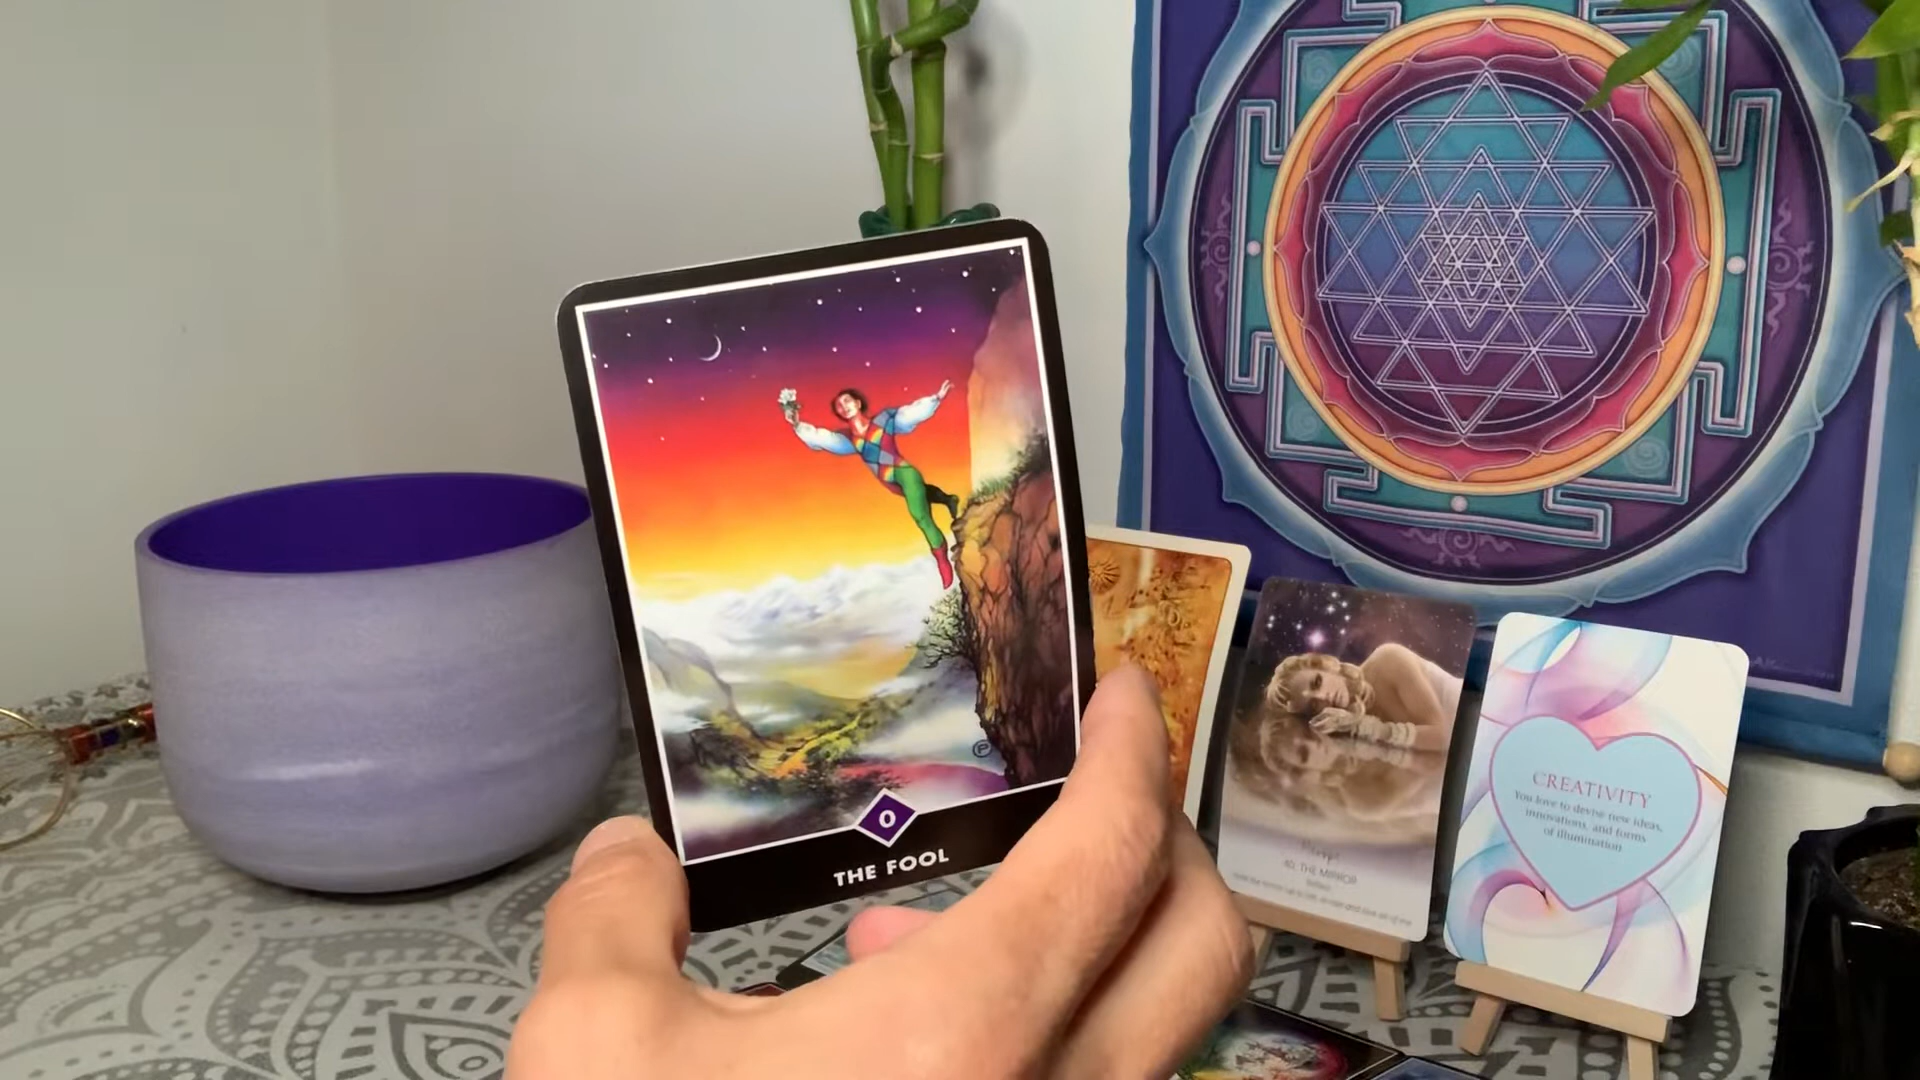 0
THE FOOL
40. THE MIRROR
CREATIVITY
You love to devise new ideas,
innovations, and forms
of illumination